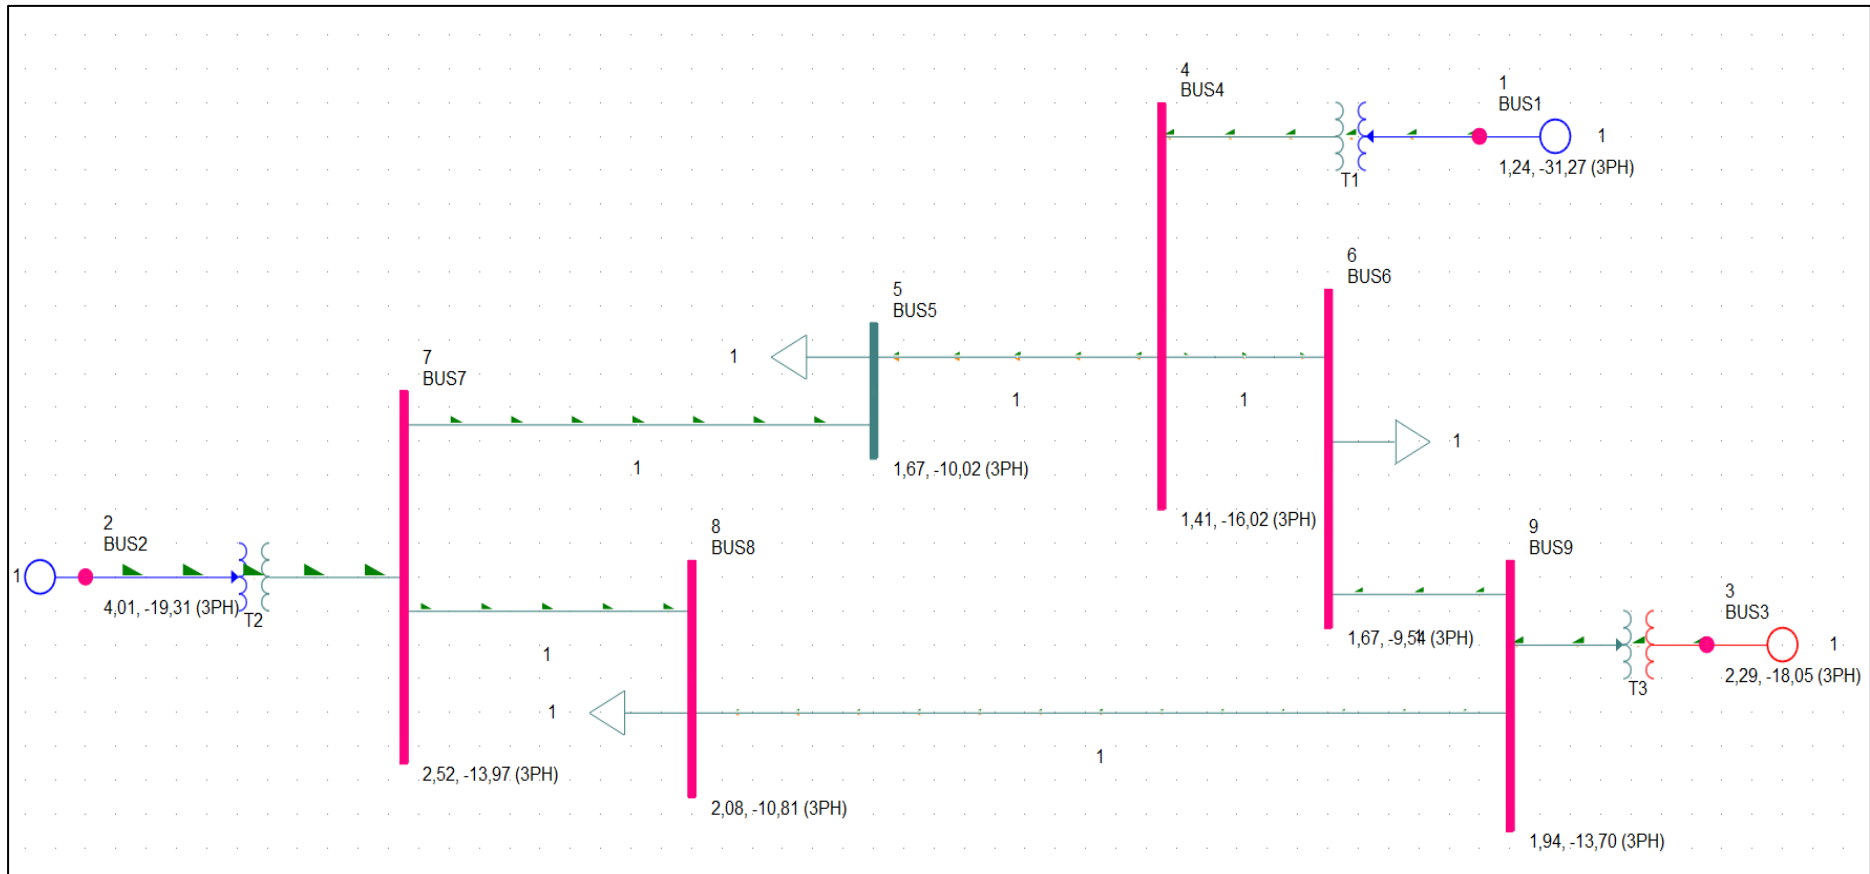 4
BUS4
1
BUS1
1
T1
1,24, -31,27 (3PH)
6
BUS6
5
BUS5
1
7
BUS7
1
1
1
1
1,67, -10,02 (3PH)
2
BUS2
1
4,01, -19,31 (3PH)
T2
8
BUS8
1,41, -16,02 (3PH)
9
BUS9
3
BUS3
1
1,67, -9,54 (3PH)
2,29, -18,05 (3PH)
T3
1
1
1
2,52, -13,97 (3PH)
2,08, -10,81 (3PH)
1,94, -13,70 (3PH)